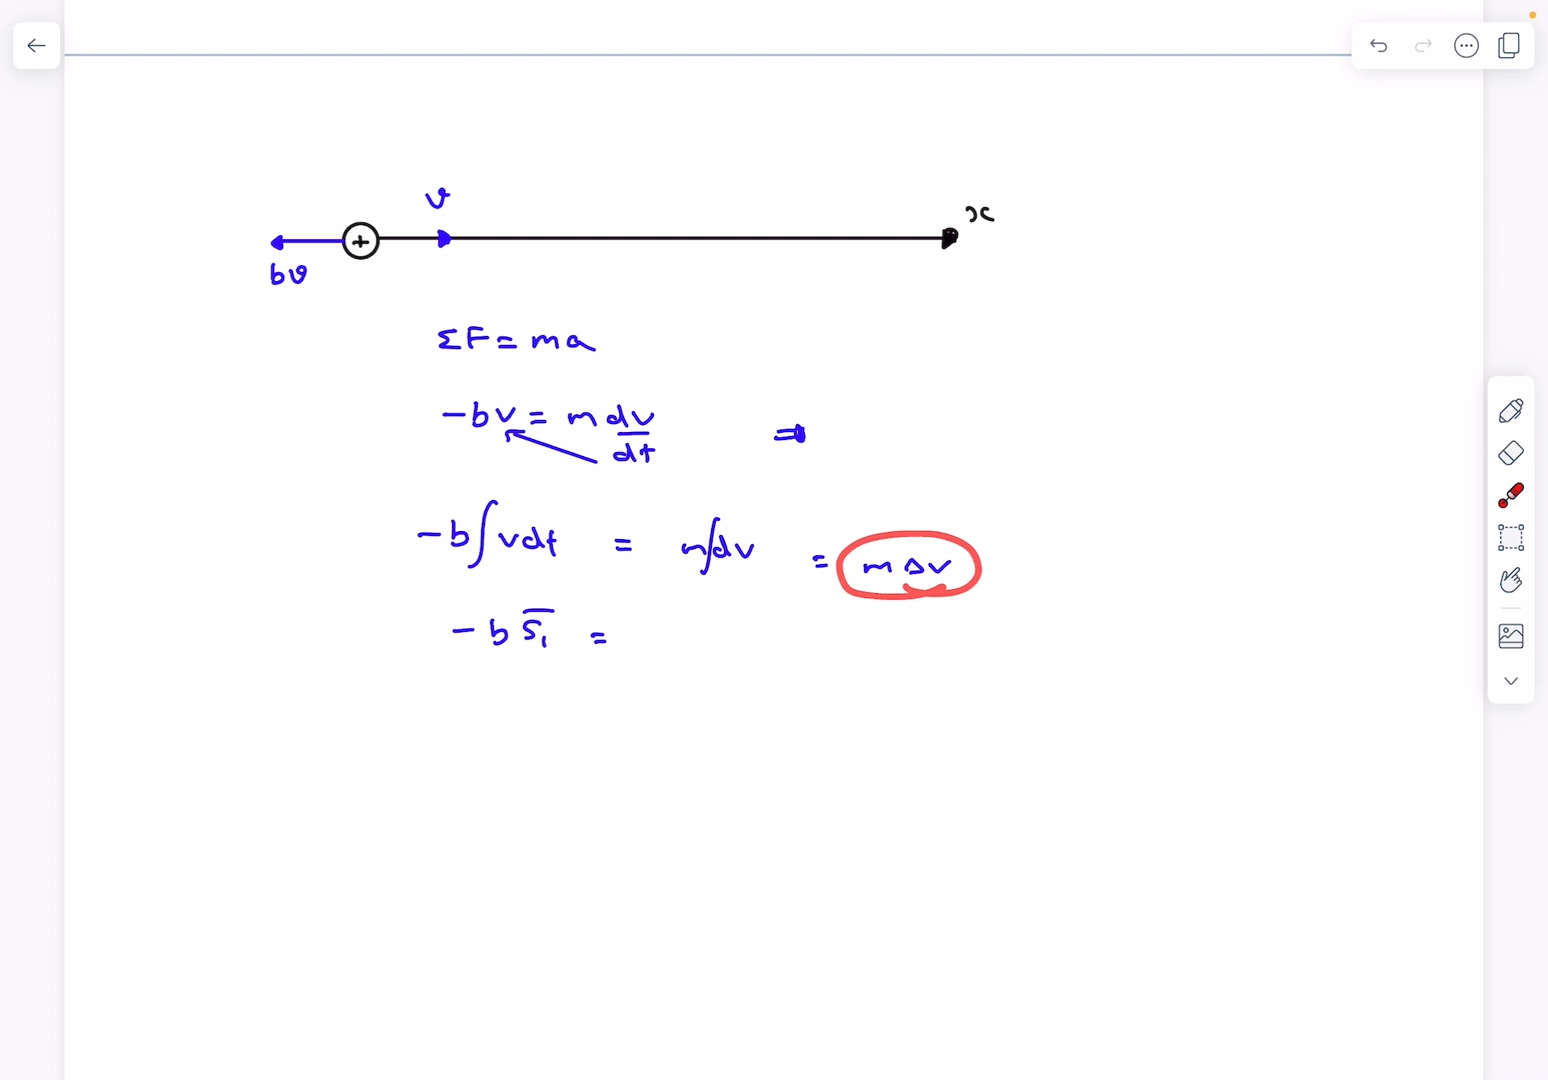 v
x
+
bv
ΣF = ma
-bv = m dv/dt ⇒
-b∫vdt = m∫dv = mΔv
-b S̅₁ =